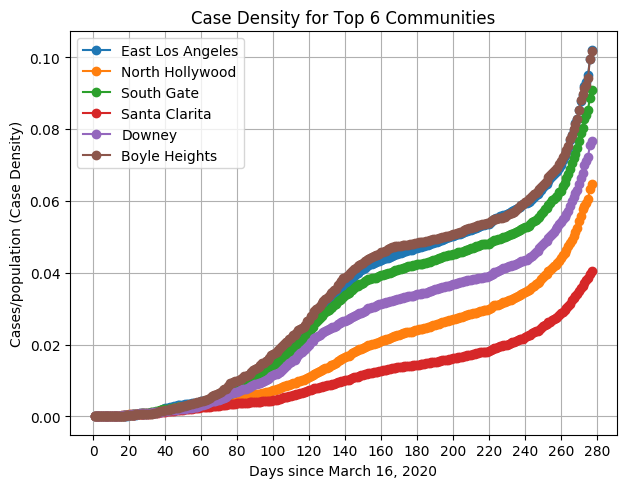 Case Density for Top 6 Communities
East Los Angeles
North Hollywood
South Gate
Santa Clarita
Downey
Boyle Heights
Cases/population (Case Density)
0.10
0.08
0.06
0.04
0.02
0.00
0 20 40 60 80 100 120 140 160 180 200 220 240 260 280
Days since March 16, 2020